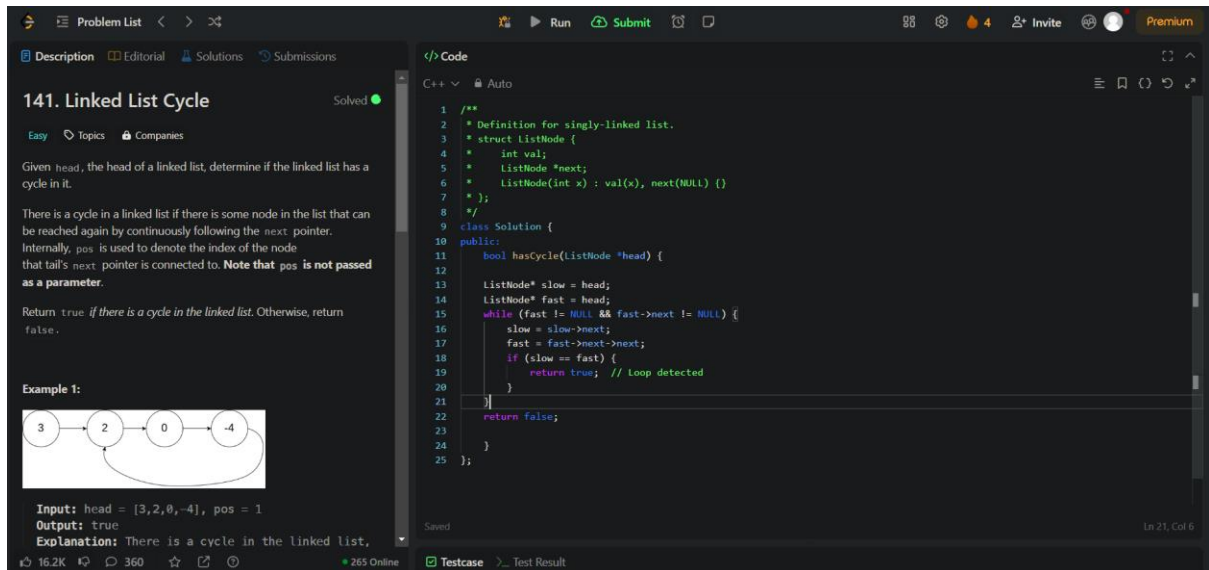 Problem List
Run
Submit
4
Invite
Premium
Description Editorial Solutions Submissions
141. Linked List Cycle
Solved
Easy Topics Companies
Given head, the head of a linked list, determine if the linked list has a
cycle in it.
There is a cycle in a linked list if there is some node in the list that can
be reached again by continuously following the next pointer.
Internally, pos is used to denote the index of the node
that tail's next pointer is connected to. Note that pos is not passed
as a parameter.
Return true if there is a cycle in the linked list. Otherwise, return
false.
Example 1:
3 2 0 -4
Input: head = [3,2,0,-4], pos = 1
Output: true
Explanation: There is a cycle in the linked list,
16.2K 360 265 Online
</> Code
C++ Auto
1 /**
2 * Definition for singly-linked list.
3 * struct ListNode {
4 *     int val;
5 *     ListNode *next;
6 *     ListNode(int x) : val(x), next(NULL) {}
7 * };
8 */
9 class Solution {
10 public:
11     bool hasCycle(ListNode *head) {
12
13     ListNode* slow = head;
14     ListNode* fast = head;
15     while (fast != NULL && fast->next != NULL) {
16         slow = slow->next;
17         fast = fast->next->next;
18         if (slow == fast) {
19             return true;  // Loop detected
20         }
21     }
22     return false;
23
24     }
25 };
Saved
Ln 21, Col 6
Testcase >_ Test Result